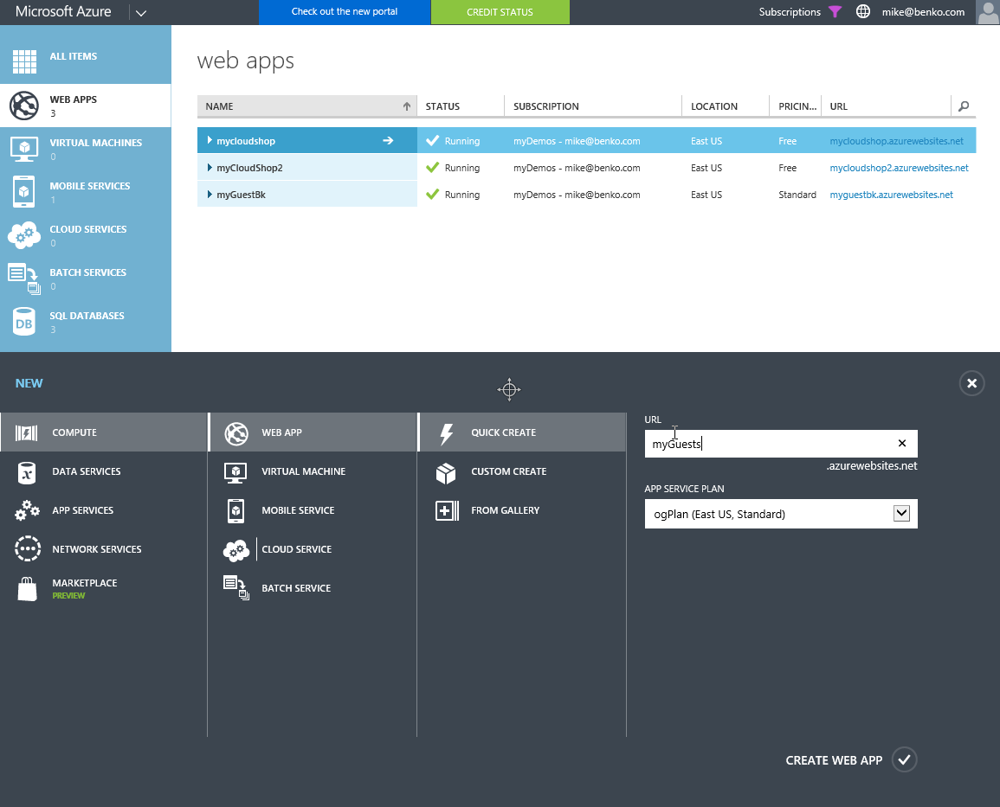 Microsoft Azure
Check out the new portal
CREDIT STATUS
Subscriptions
mike@benko.com
ALL ITEMS
WEB APPS
3
VIRTUAL MACHINES
0
MOBILE SERVICES
1
CLOUD SERVICES
0
BATCH SERVICES
0
DB
SQL DATABASES
3
web apps
NAME STATUS SUBSCRIPTION LOCATION PRICIN... URL
mycloudshop Running myDemos - mike@benko.com East US Free mycloudshop.azurewebsites.net
myCloudShop2 Running myDemos - mike@benko.com East US Free mycloudshop2.azurewebsites.net
myGuestBk Running myDemos - mike@benko.com East US Standard myguestbk.azurewebsites.net
NEW
COMPUTE
DATA SERVICES
APP SERVICES
NETWORK SERVICES
MARKETPLACE
PREVIEW
WEB APP
VIRTUAL MACHINE
MOBILE SERVICE
CLOUD SERVICE
BATCH SERVICE
QUICK CREATE
CUSTOM CREATE
FROM GALLERY
URL
myGuests
.azurewebsites.net
APP SERVICE PLAN
ogPlan (East US, Standard)
CREATE WEB APP